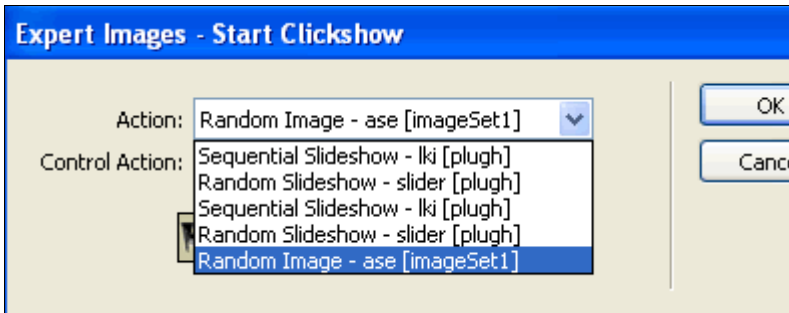 Expert Images - Start Clickshow
Action: Random Image - ase [imageSet1]
OK
Control Action:
Sequential Slideshow - lki [plugh]
Random Slideshow - slider [plugh]
Sequential Slideshow - lki [plugh]
Random Slideshow - slider [plugh]
Random Image - ase [imageSet1]
Cance